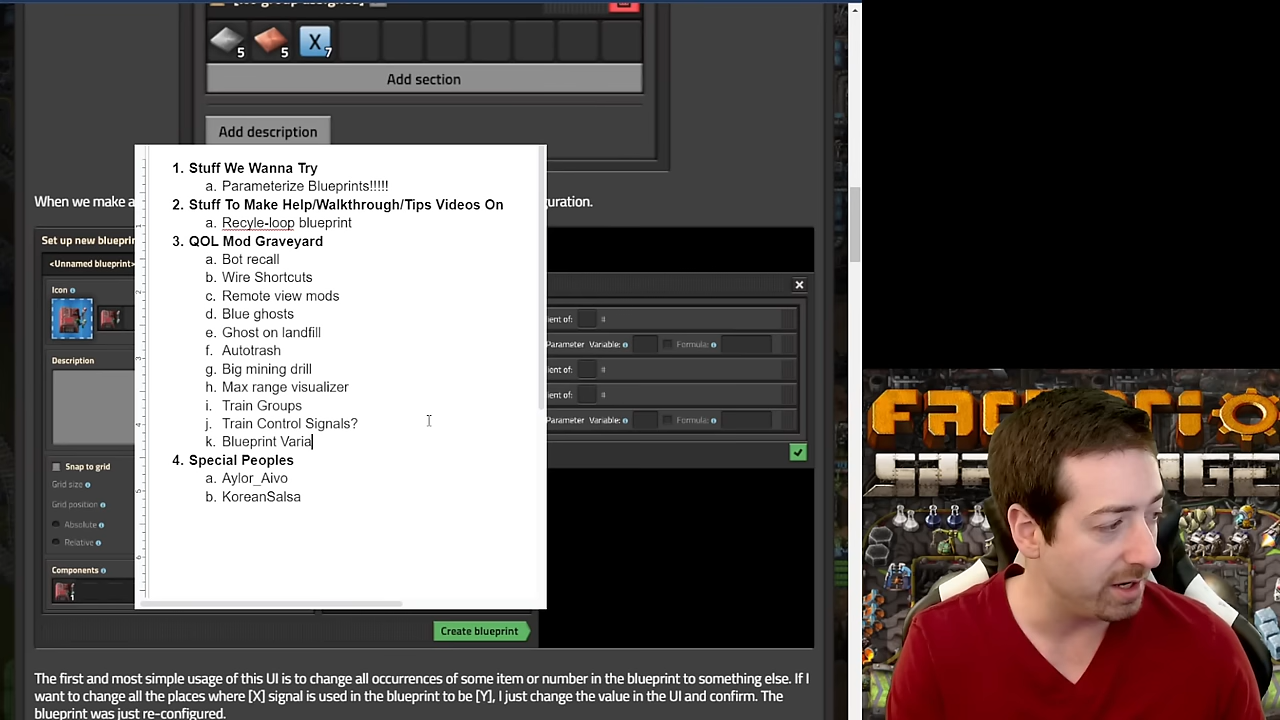 5
5
X
7
Add section
Add description
When we make a
uration.
Set up new blueprin
<Unnamed blueprint>
Icon
Description
Snap to grid
Grid size
Grid position
Absolute
Relative
Components
1
1. Stuff We Wanna Try
a. Parameterize Blueprints!!!!!
2. Stuff To Make Help/Walkthrough/Tips Videos On
a. Recyle-loop blueprint
3. QOL Mod Graveyard
a. Bot recall
b. Wire Shortcuts
c. Remote view mods
d. Blue ghosts
e. Ghost on landfill
f. Autotrash
g. Big mining drill
h. Max range visualizer
i. Train Groups
j. Train Control Signals?
k. Blueprint Varia
4. Special Peoples
a. Aylor_Aivo
b. KoreanSalsa
ient of:
Parameter Variable: Formula:
ient of:
ient of:
Parameter Variable: Formula:
Create blueprint
The first and most simple usage of this UI is to change all occurrences of some item or number in the blueprint to something else. If I
want to change all the places where [X] signal is used in the blueprint to be [Y], I just change the value in the UI and confirm. The
blueprint was just re-configured.